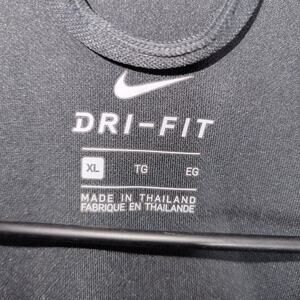 DRI-FIT
XL TG EG
MADE IN THAILAND
FABRIQUE EN THAILANDE